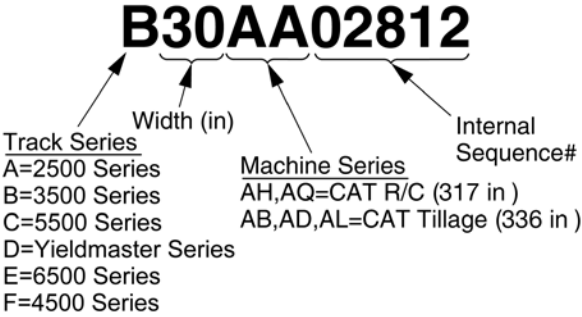 B30AA02812
Width (in)
Track Series
A=2500 Series
B=3500 Series
C=5500 Series
D=Yieldmaster Series
E=6500 Series
F=4500 Series
Machine Series
AH,AQ=CAT R/C (317 in )
AB,AD,AL=CAT Tillage (336 in )
Internal
Sequence#